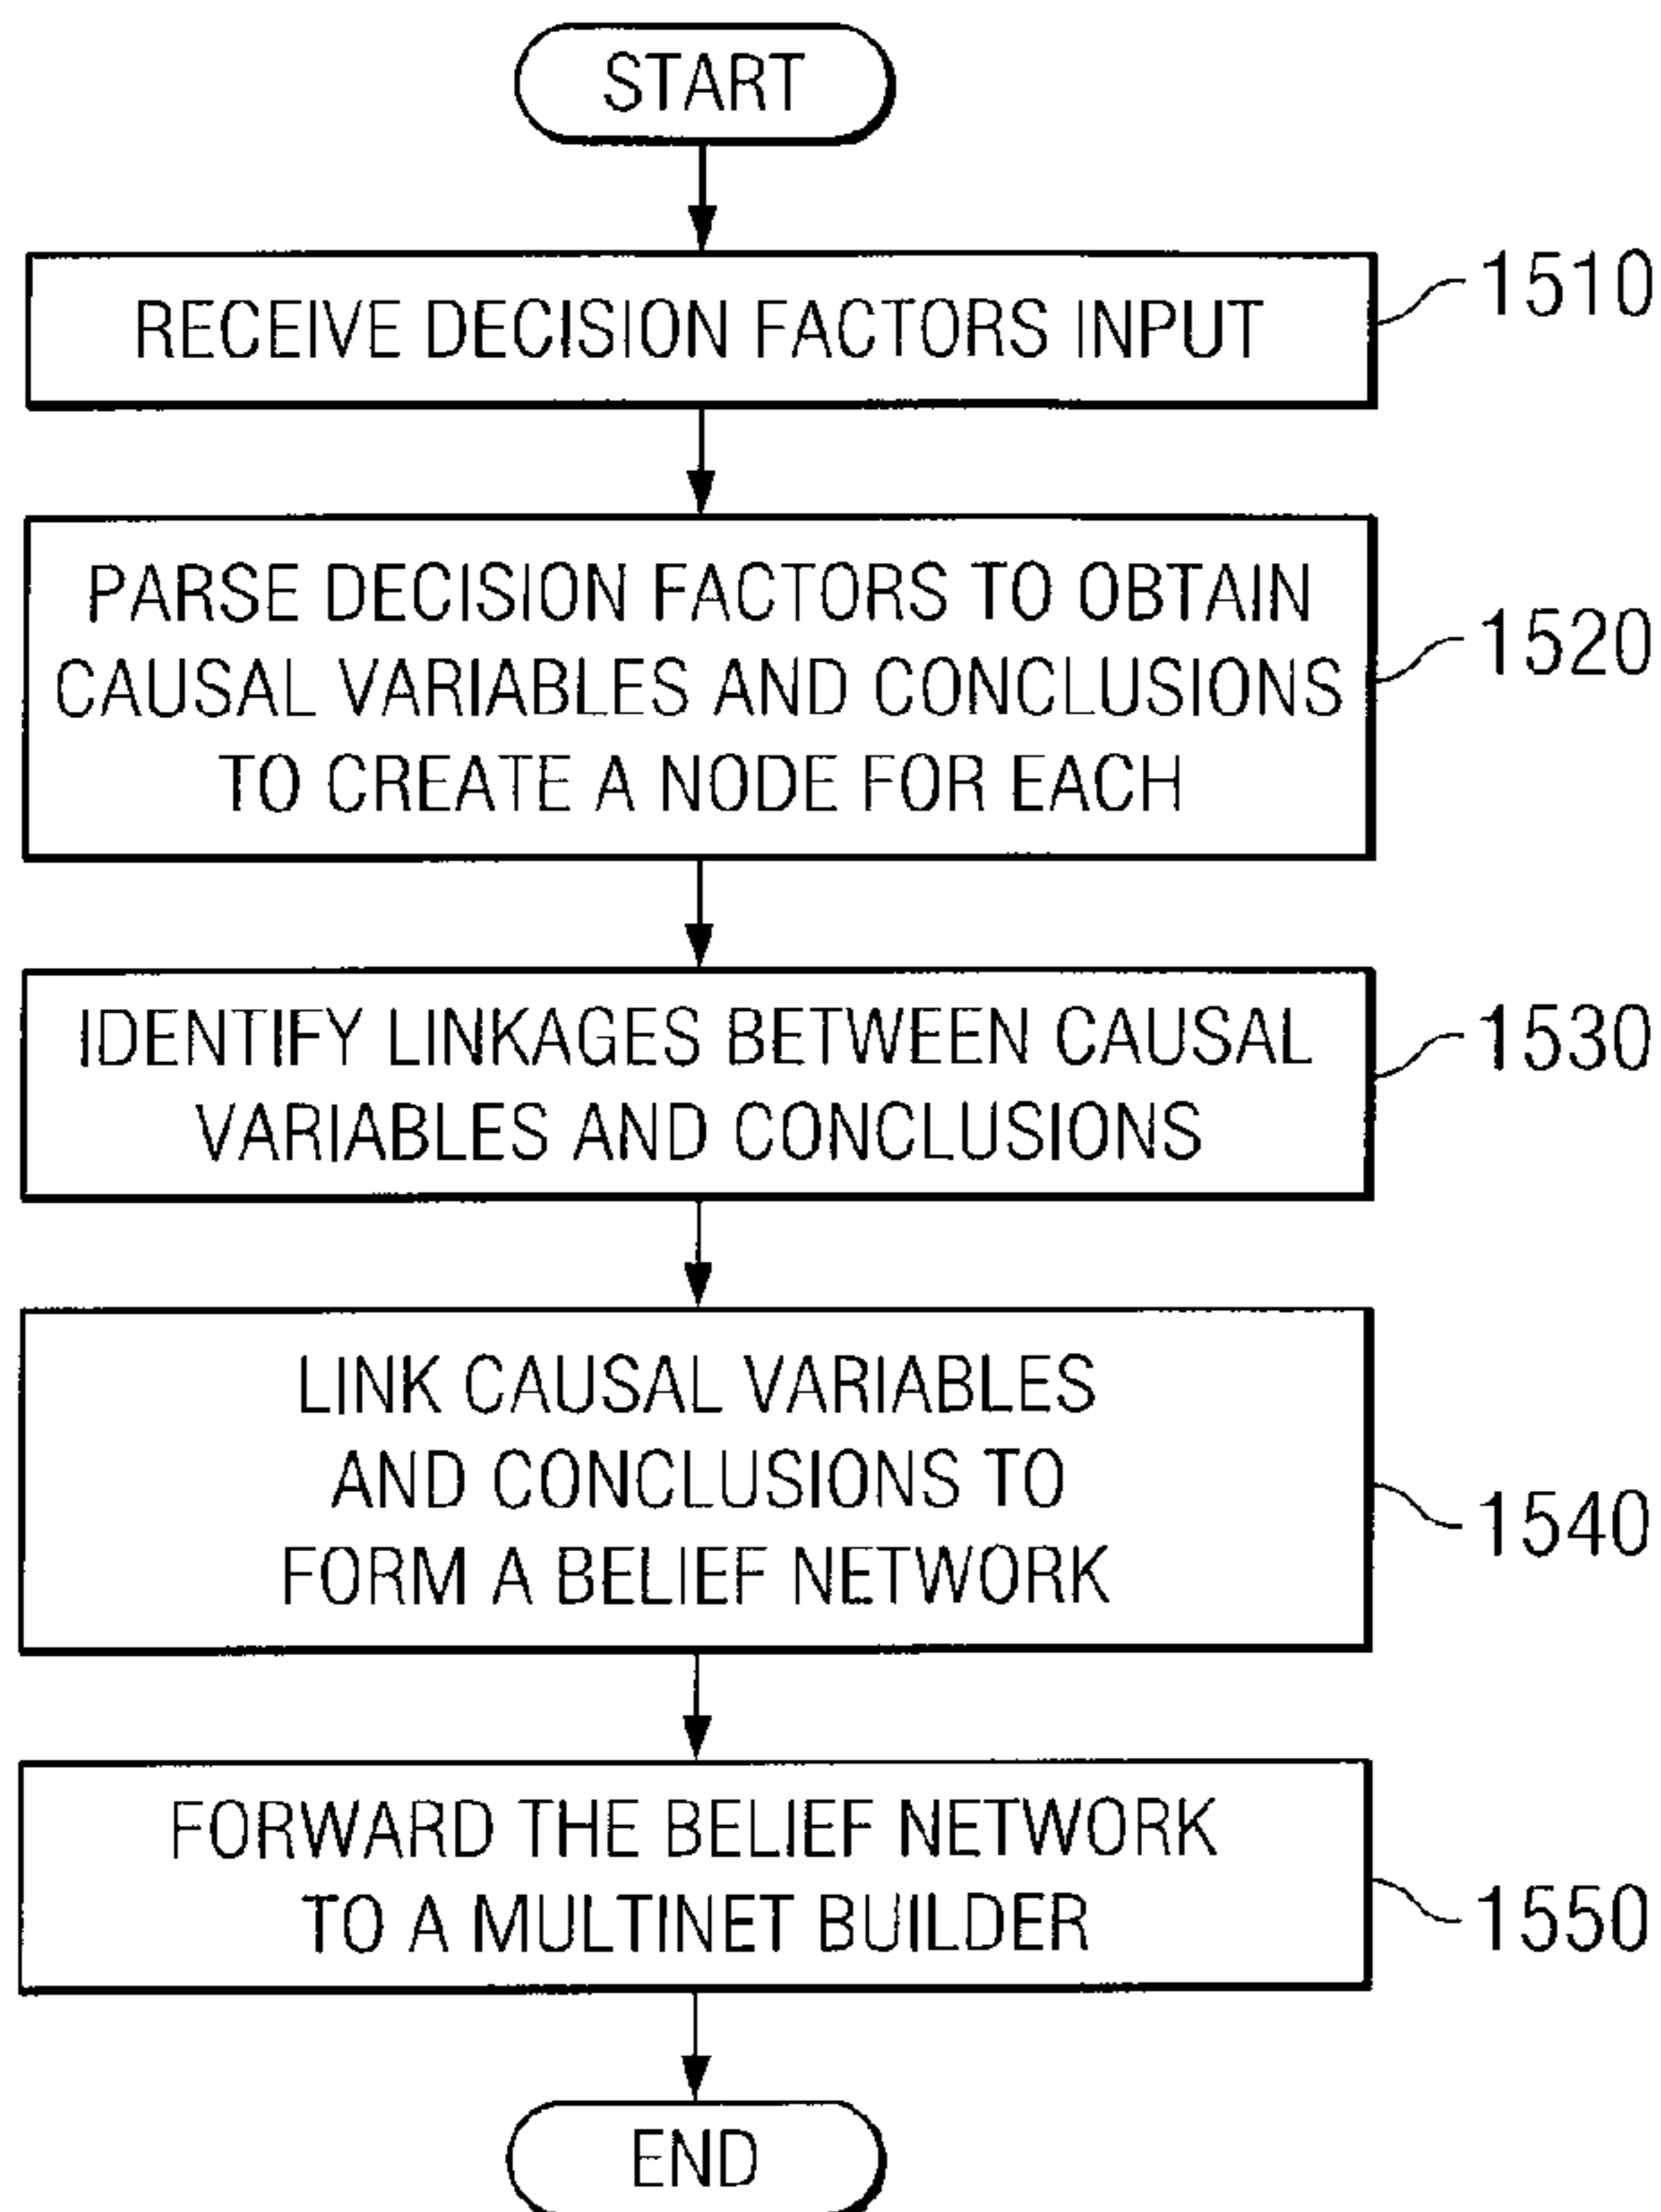 START
RECEIVE DECISION FACTORS INPUT
1510
PARSE DECISION FACTORS TO OBTAIN
CAUSAL VARIABLES AND CONCLUSIONS
TO CREATE A NODE FOR EACH
1520
IDENTIFY LINKAGES BETWEEN CAUSAL
VARIABLES AND CONCLUSIONS
1530
LINK CAUSAL VARIABLES
AND CONCLUSIONS TO
FORM A BELIEF NETWORK
1540
FORWARD THE BELIEF NETWORK
TO A MULTINET BUILDER
1550
END